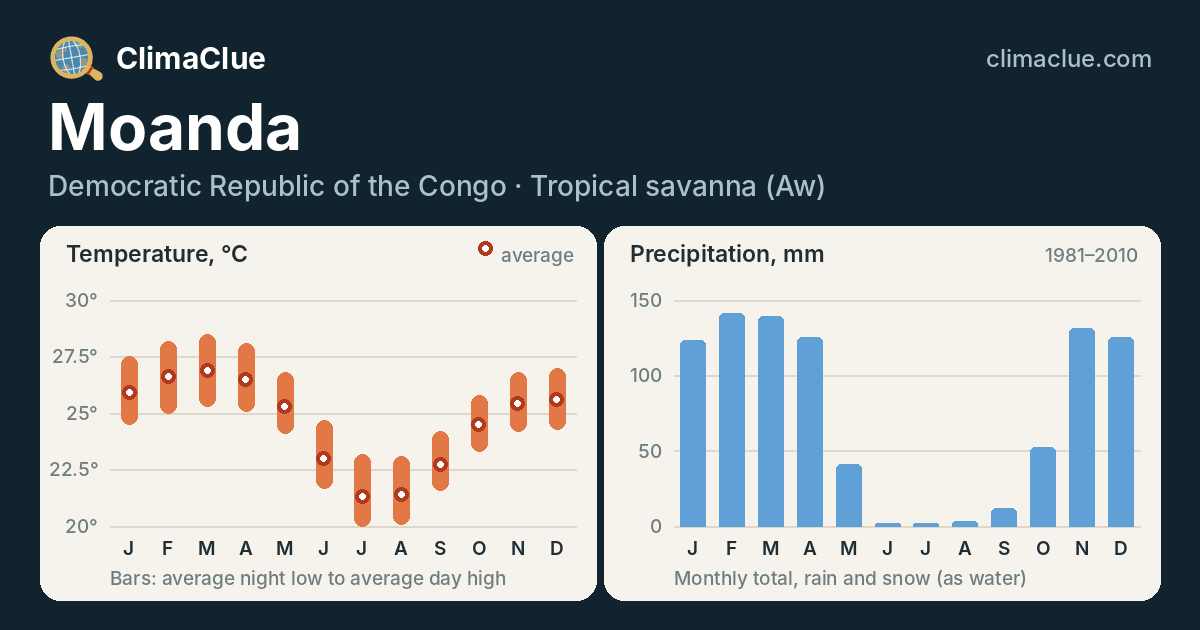 ClimaClue
climaclue.com
Moanda
Democratic Republic of the Congo · Tropical savanna (Aw)
Temperature, °C
average
30°
27.5°
25°
22.5°
20°
J F M A M J J A S O N D
Bars: average night low to average day high
Precipitation, mm
1981–2010
150
100
50
0
J F M A M J J A S O N D
Monthly total, rain and snow (as water)